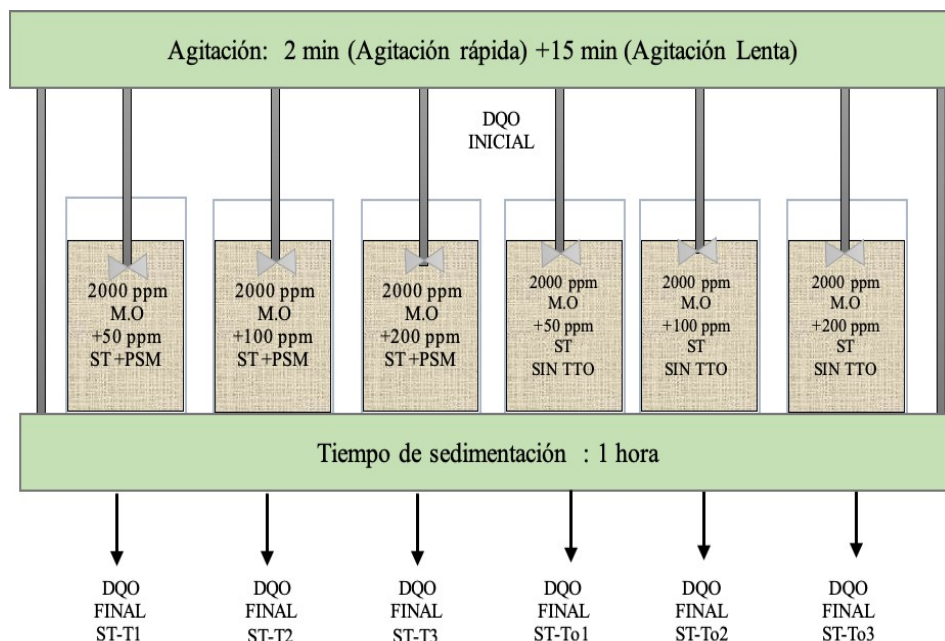 Agitación: 2 min (Agitación rápida) +15 min (Agitación Lenta)
DQO
INICIAL
2000 ppm
M.O
+50 ppm
ST +PSM
2000 ppm
M.O
+100 ppm
ST +PSM
2000 ppm
M.O
+200 ppm
ST +PSM
2000 ppm
M.O
+50 ppm
ST
SIN TTO
2000 ppm
M.O
+100 ppm
ST
SIN TTO
2000 ppm
M.O
+200 ppm
ST
SIN TTO
Tiempo de sedimentación : 1 hora
DQO
FINAL
ST-T1
DQO
FINAL
ST-T2
DQO
FINAL
ST-T3
DQO
FINAL
ST-To1
DQO
FINAL
ST-To2
DQO
FINAL
ST-To3